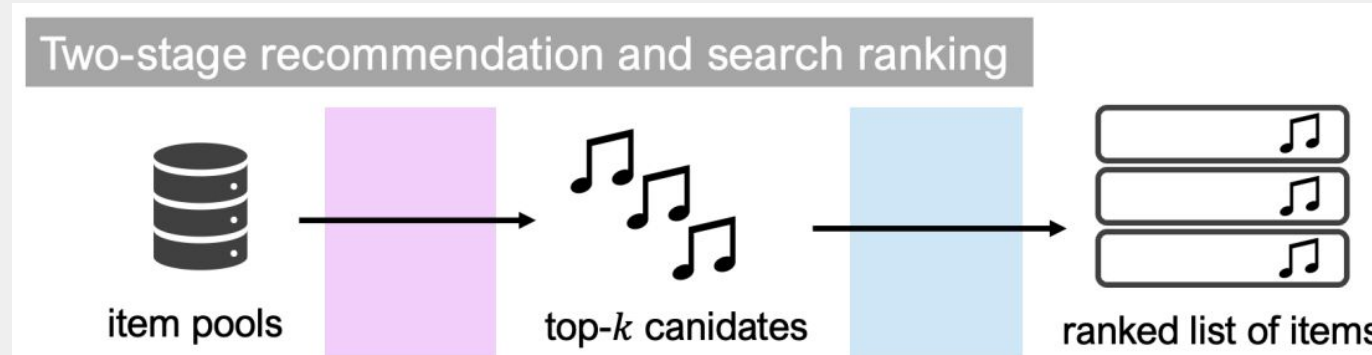 Two-stage recommendation and search ranking
item pools
top-k canidates
ranked list of items